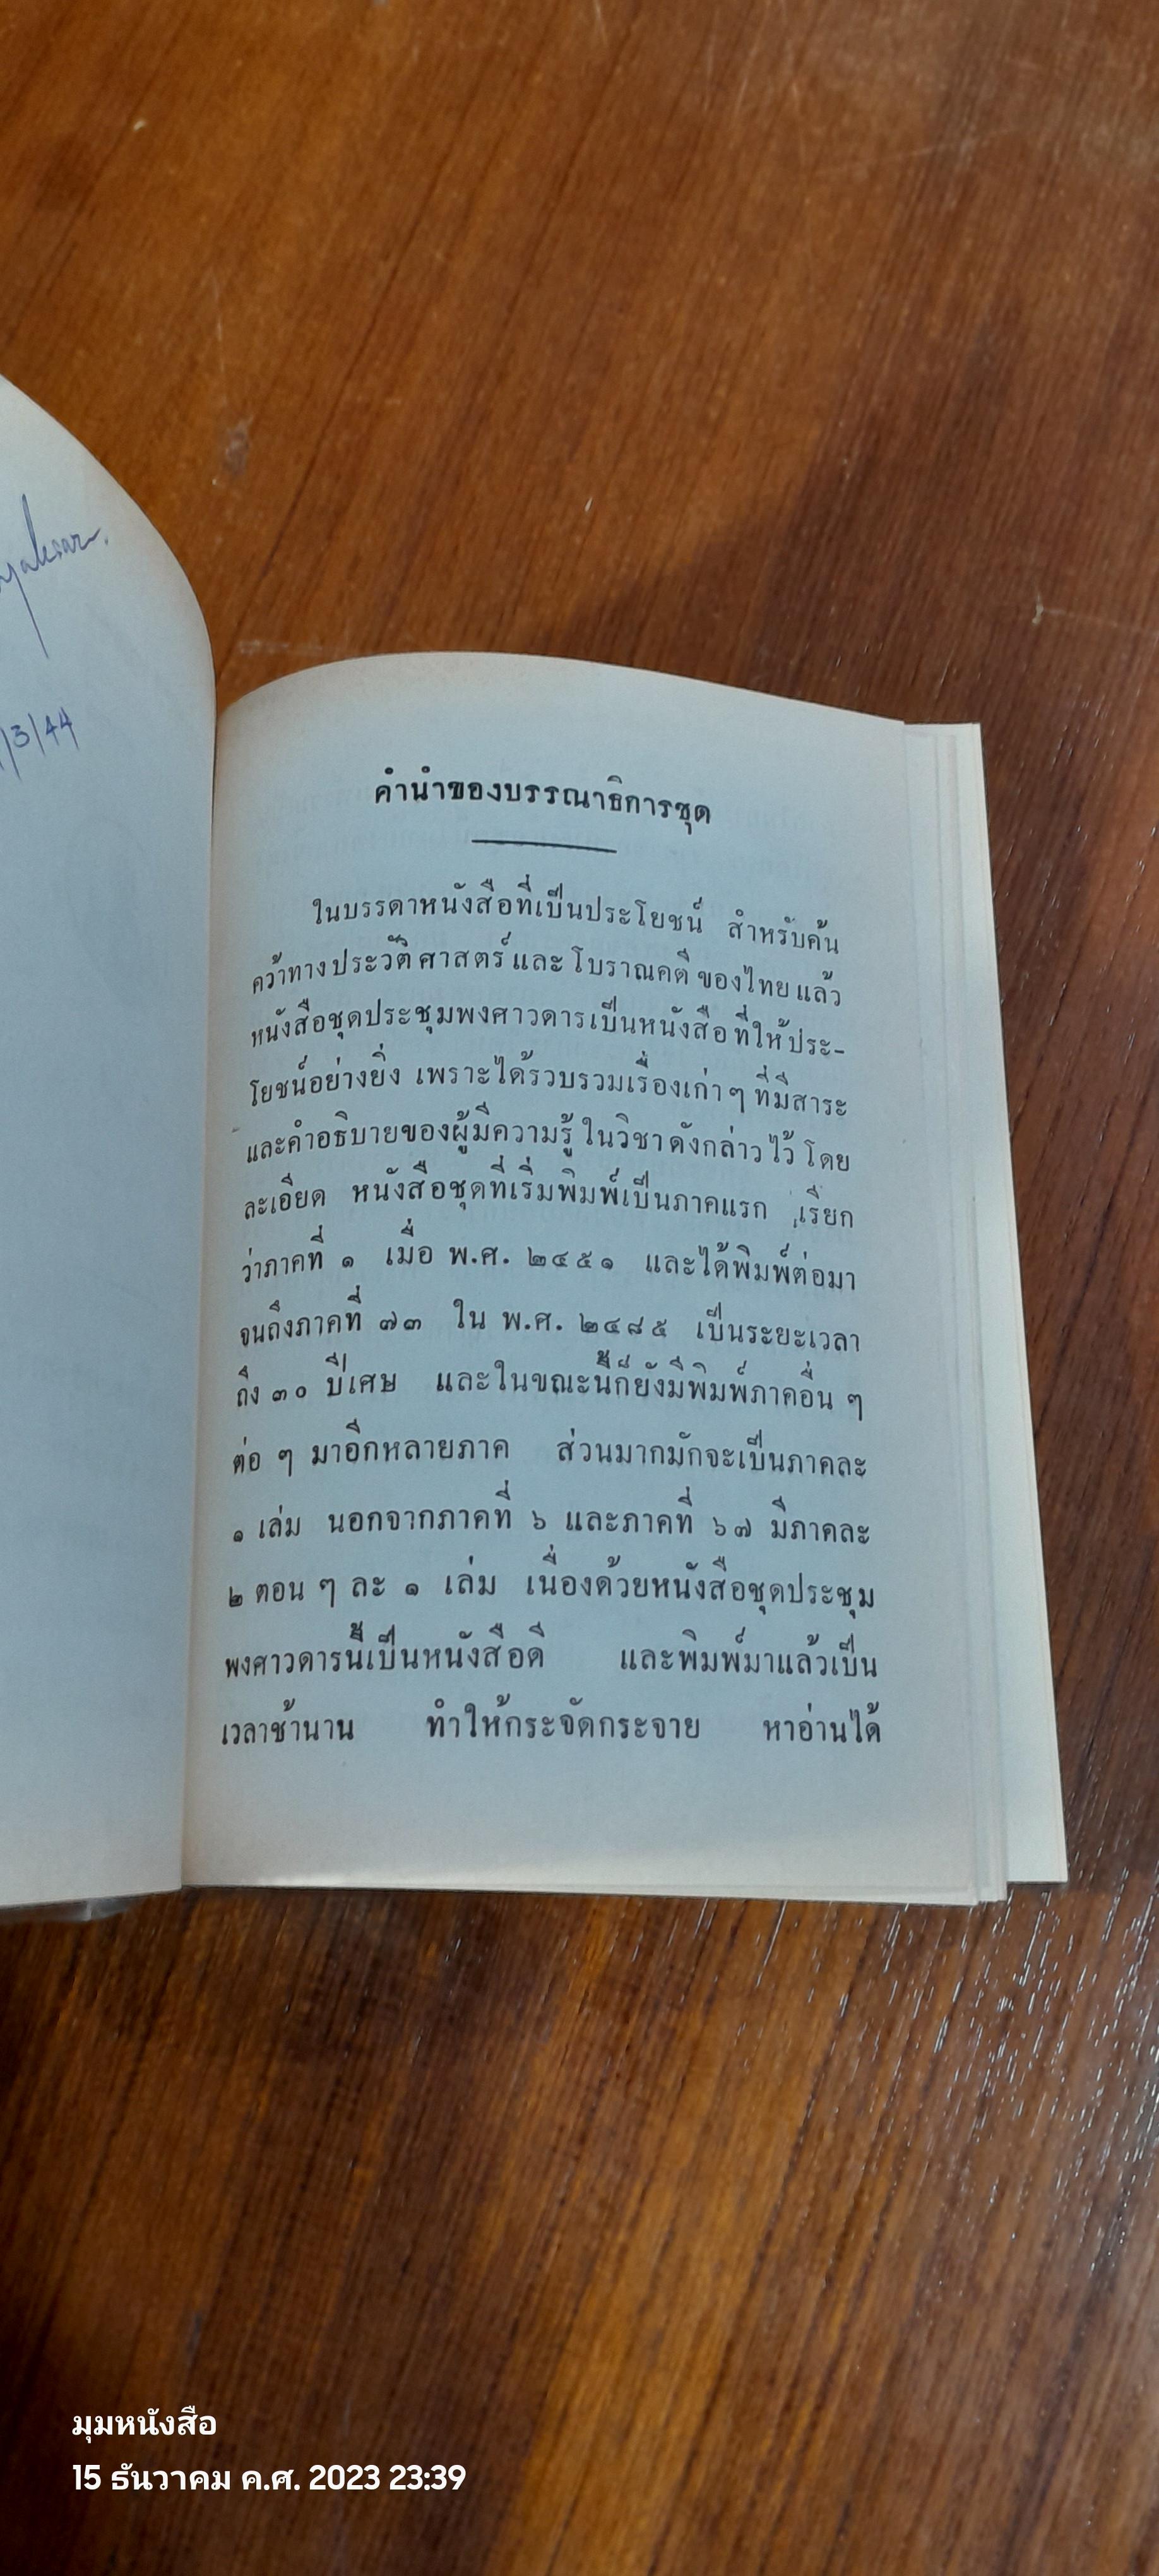 /3/44
คำนำของบรรณาธิการชุด
ในบรรดาหนังสือที่เป็นประโยชน์ สำหรับค้น
คว้าทางประวัติศาสตร์และโบราณคดีของไทยแล้ว
หนังสือชุดประชุมพงศาวดารเป็นหนังสือที่ให้ประ-
โยชน์อย่างยิ่ง เพราะได้รวบรวมเรื่องเก่าๆ ที่มีสาระ
และคำอธิบายของผู้มีความรู้ในวิชาดังกล่าวไว้โดย
ละเอียด หนังสือชุดที่เริ่มพิมพ์เป็นภาคแรก เรียก
ว่าภาคที่ ๑ เมื่อ พ.ศ. ๒๔๕๑ และได้พิมพ์ต่อมา
จนถึงภาคที่ ๗๓ ใน พ.ศ. ๒๔๘๕ เป็นระยะเวลา
ถึง ๓๐ ปีเศษ และในขณะนี้ก็ยังมีพิมพ์ภาคอื่น ๆ
ต่อ ๆ มาอีกหลายภาค ส่วนมากมักจะเป็นภาคละ
๑ เล่ม นอกจากภาคที่ ๖ และภาคที่ ๖๗ มีภาคละ
๒ ตอน ๆ ละ ๑ เล่ม เนื่องด้วยหนังสือชุดประชุม
พงศาวดารนี้เป็นหนังสือดี และพิมพ์มาแล้วเป็น
เวลาช้านาน ทำให้กระจัดกระจาย หาอ่านได้
มุมหนังสือ
15 ธันวาคม ค.ศ. 2023 23:39